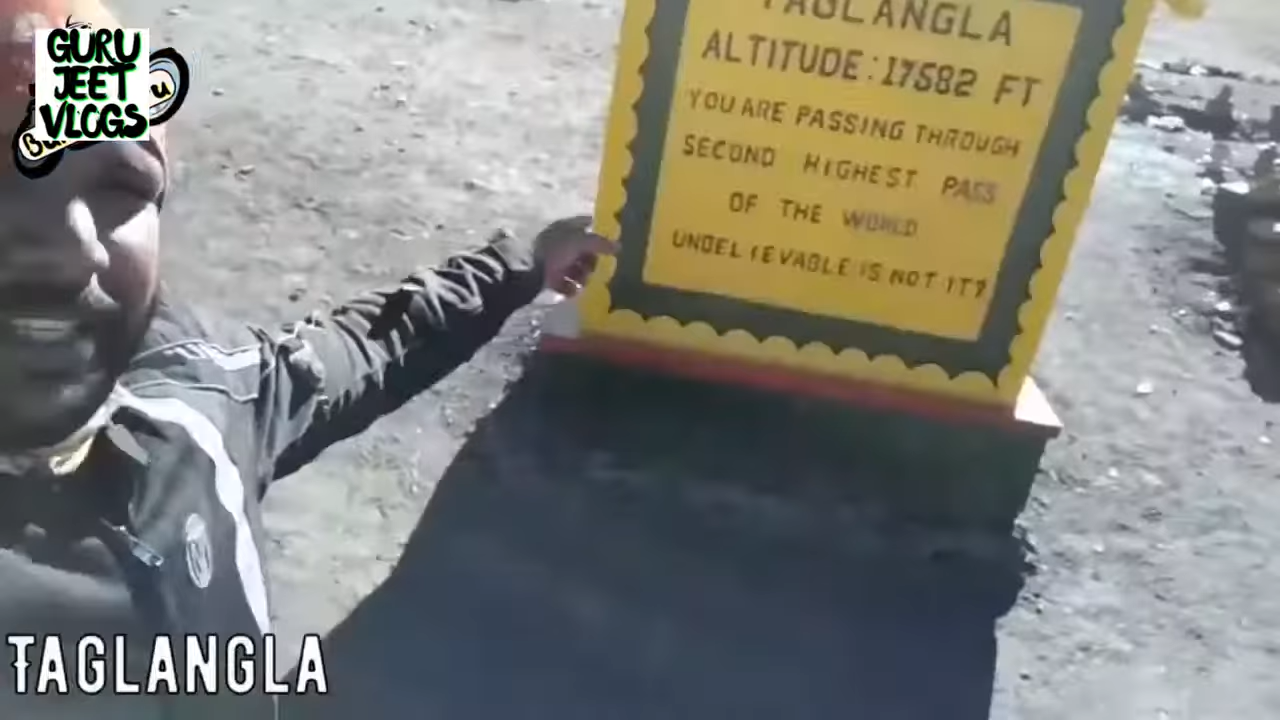 GURU
JEET
VLOGS
TAGLANGLA
ALTITUDE: 17582 FT
YOU ARE PASSING THROUGH
SECOND HIGHEST PASS
OF THE WORLD
UNBELIEVABLE IS NOT IT?
TAGLANGLA